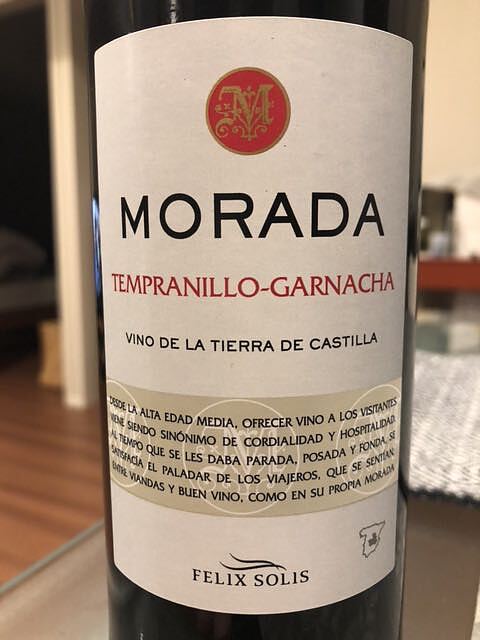 M
MORADA
TEMPRANILLO-GARNACHA
VINO DE LA TIERRA DE CASTILLA
DESDE LA ALTA EDAD MEDIA, OFRECER VINO A LOS VISITANTES
VIENE SIENDO SINÓNIMO DE CORDIALIDAD Y HOSPITALIDAD.
AL TIEMPO QUE SE LES DABA PARADA, POSADA Y FONDA, SE
SATISFACÍA EL PALADAR DE LOS VIAJEROS, QUE SE SENTÍAN,
ENTRE VIANDAS Y BUEN VINO, COMO EN SU PROPIA MORADA
FELIX SOLIS